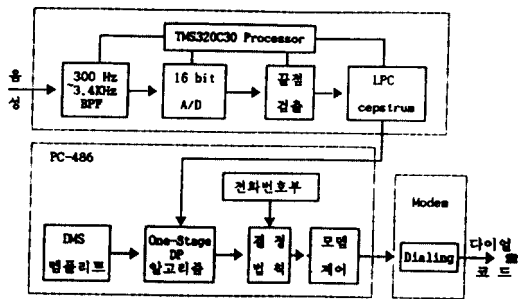 TMS320C30 Processor
음
성
300 Hz
~3.4KHz
BPF
16 bit
A/D
끝점
검출
LPC
cepstrum
PC-486
전화번호부
DMS
템플리트
One-Stage
DP
알고리즘
결정
법칙
모뎀
제어
Modem
Dialing
다이얼
코드